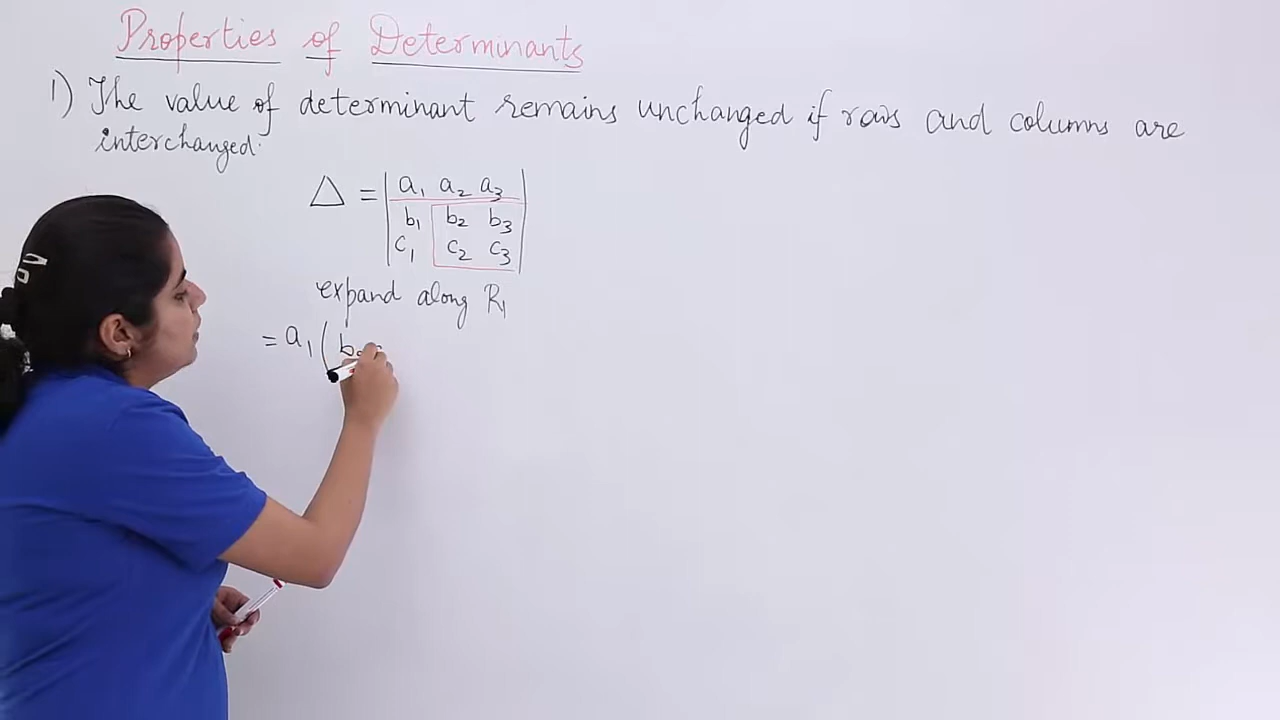 Properties of Determinants
1) The value of determinant remains unchanged if rows and columns are
interchanged.
Δ = | a₁ a₂ a₃ |
| b₁ b₂ b₃ |
| c₁ c₂ c₃ |
expand along R₁
= a₁ ( b₂